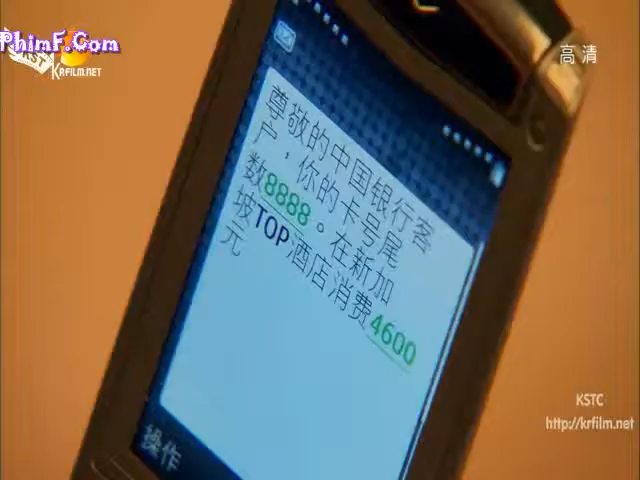 PhimF.Com
KST
KRFILM.NET
高清
尊敬的中国银行客
户，你的卡号尾
数8888。在新加
坡TOP酒店消费4600
元
操作
KSTC
http://krfilm.net